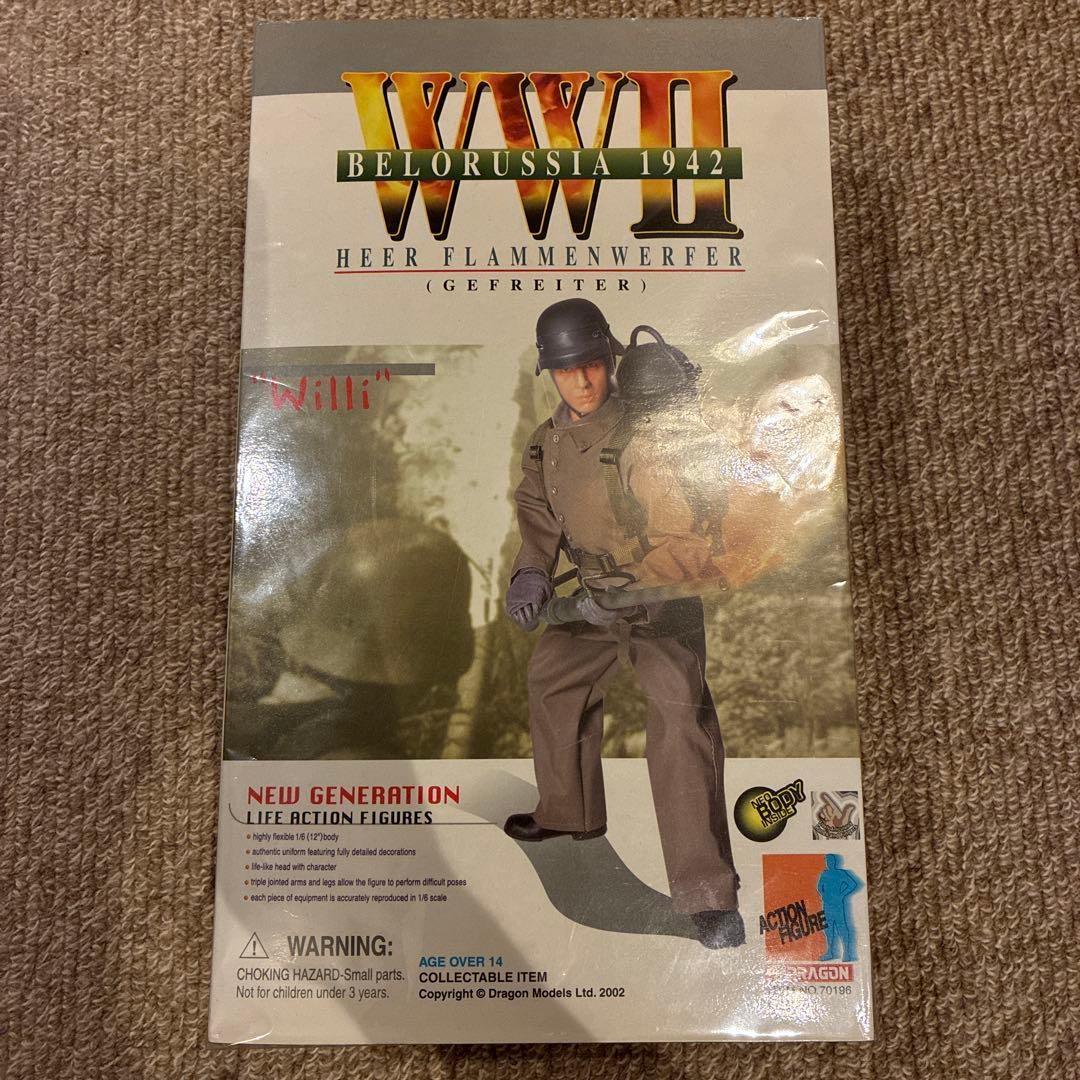 WWII
BELORUSSIA 1942
HEER FLAMMENWERFER
(GEFREITER)
"Willi"
NEW GENERATION
LIFE ACTION FIGURES
• highly flexible 1/6 (12") body
• authentic uniform featuring fully detailed decorations
• life-like head with character
• triple jointed arms and legs allow the figure to perform difficult poses
• each piece of equipment is accurately reproduced in 1/6 scale
NEO
BODY
INSIDE
ACTION
FIGURE
DRAGON
NO.70196
WARNING:
CHOKING HAZARD-Small parts.
Not for children under 3 years.
AGE OVER 14
COLLECTABLE ITEM
Copyright © Dragon Models Ltd. 2002